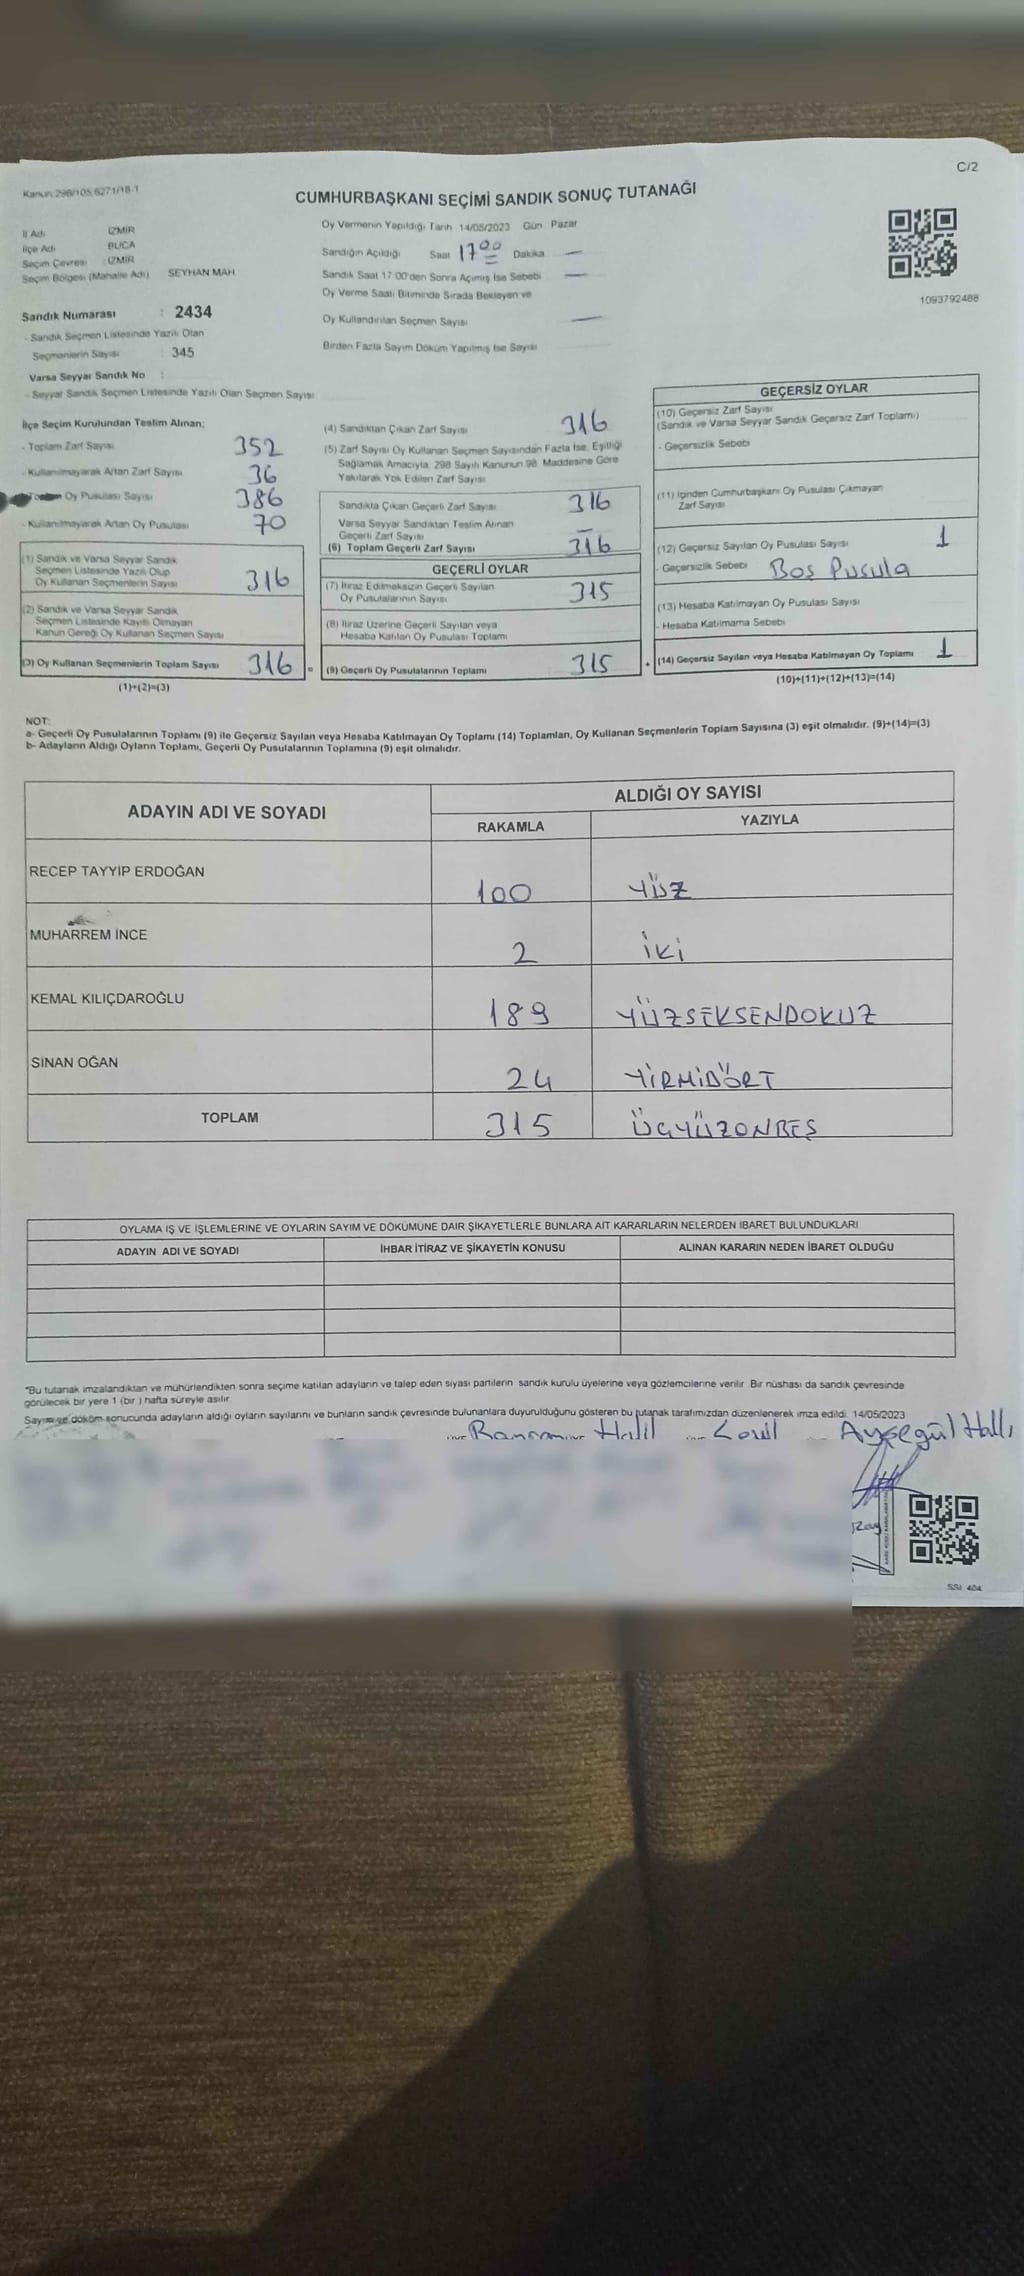 C/2
Kanun:298/105,6271/18-1
CUMHURBAŞKANI SEÇİMİ SANDIK SONUÇ TUTANAĞI
İl Adı : İZMİR
İlçe Adı : BUCA
Seçim Çevresi : İZMİR
Seçim Bölgesi (Mahalle Adı) : SEYHAN MAH.
Sandık Numarası : 2434
- Sandık Seçmen Listesinde Yazılı Olan
Seçmenlerin Sayısı : 345
Varsa Seyyar Sandık No :
- Seyyar Sandık Seçmen Listesinde Yazılı Olan Seçmen Sayısı :
Oy Vermenin Yapıldığı Tarih 14/05/2023 Gün : Pazar
Sandığın Açıldığı Saat 17 00 Dakika —
Sandık Saat 17:00'den Sonra Açılmış İse Sebebi —
Oy Verme Saati Bitiminde Sırada Bekleyen ve
Oy Kullandırılan Seçmen Sayısı —
Birden Fazla Sayım Döküm Yapılmış İse Sayısı
1093792488
İlçe Seçim Kurulundan Teslim Alınan;
- Toplam Zarf Sayısı 352
- Kullanılmayarak Artan Zarf Sayısı 36
- Toplam Oy Pusulası Sayısı 386
- Kullanılmayarak Artan Oy Pusulası 70
(1) Sandık ve Varsa Seyyar Sandık
Seçmen Listesinde Yazılı Olup
Oy Kullanan Seçmenlerin Sayısı 316
(2) Sandık ve Varsa Seyyar Sandık
Seçmen Listesinde Kayıtlı Olmayan
Kanun Gereği Oy Kullanan Seçmen Sayısı
(3) Oy Kullanan Seçmenlerin Toplam Sayısı 316 =
(1)+(2)=(3)
(4) Sandıktan Çıkan Zarf Sayısı 316
(5) Zarf Sayısı Oy Kullanan Seçmen Sayısından Fazla İse, Eşitliği
Sağlamak Amacıyla, 298 Sayılı Kanunun 98. Maddesine Göre
Yakılarak Yok Edilen Zarf Sayısı
Sandıkta Çıkan Geçerli Zarf Sayısı 316
Varsa Seyyar Sandıktan Teslim Alınan
Geçerli Zarf Sayısı —
(6) Toplam Geçerli Zarf Sayısı 316
GEÇERLİ OYLAR
(7) İtiraz Edilmeksizin Geçerli Sayılan
Oy Pusulalarının Sayısı 315
(8) İtiraz Üzerine Geçerli Sayılan veya
Hesaba Katılan Oy Pusulası Toplamı
(9) Geçerli Oy Pusulalarının Toplamı 315 +
GEÇERSİZ OYLAR
(10) Geçersiz Zarf Sayısı
(Sandık ve Varsa Seyyar Sandık Geçersiz Zarf Toplamı)
- Geçersizlik Sebebi
(11) İçinden Cumhurbaşkanı Oy Pusulası Çıkmayan
Zarf Sayısı
(12) Geçersiz Sayılan Oy Pusulası Sayısı 1
- Geçersizlik Sebebi Boş Pusula
(13) Hesaba Katılmayan Oy Pusulası Sayısı
- Hesaba Katılmama Sebebi
(14) Geçersiz Sayılan veya Hesaba Katılmayan Oy Toplamı 1
(10)+(11)+(12)+(13)=(14)
NOT:
a- Geçerli Oy Pusulalarının Toplamı (9) ile Geçersiz Sayılan veya Hesaba Katılmayan Oy Toplamı (14) Toplamları, Oy Kullanan Seçmenlerin Toplam Sayısına (3) eşit olmalıdır. (9)+(14)=(3)
b- Adayların Aldığı Oyların Toplamı, Geçerli Oy Pusulalarının Toplamına (9) eşit olmalıdır.
ADAYIN ADI VE SOYADI ALDIĞI OY SAYISI
RAKAMLA YAZIYLA
RECEP TAYYİP ERDOĞAN 100 YÜZ
MUHARREM İNCE 2 İKİ
KEMAL KILIÇDAROĞLU 189 YÜZSEKSENDOKUZ
SİNAN OĞAN 24 YİRMİDÖRT
TOPLAM 315 ÜÇYÜZONBEŞ
OYLAMA İŞ VE İŞLEMLERİNE VE OYLARIN SAYIM VE DÖKÜMÜNE DAİR ŞİKAYETLERLE BUNLARA AİT KARARLARIN NELERDEN İBARET BULUNDUKLARI
ADAYIN ADI VE SOYADI İHBAR İTİRAZ VE ŞİKAYETİN KONUSU ALINAN KARARIN NEDEN İBARET OLDUĞU
"Bu tutanak imzalandıktan ve mühürlendikten sonra seçime katılan adayların ve talep eden siyasi partilerin sandık kurulu üyelerine veya gözlemcilerine verilir. Bir nüshası da sandık çevresinde
görülecek bir yere 1 (bir ) hafta süreyle asılır.
Sayım ve döküm sonucunda adayların aldığı oyların sayılarını ve bunların sandık çevresinde bulunanlara duyurulduğunu gösteren bu tutanak tarafımızdan düzenlenerek imza edildi. 14/05/2023
Halil Ayşegül Hallı
SSI: 404